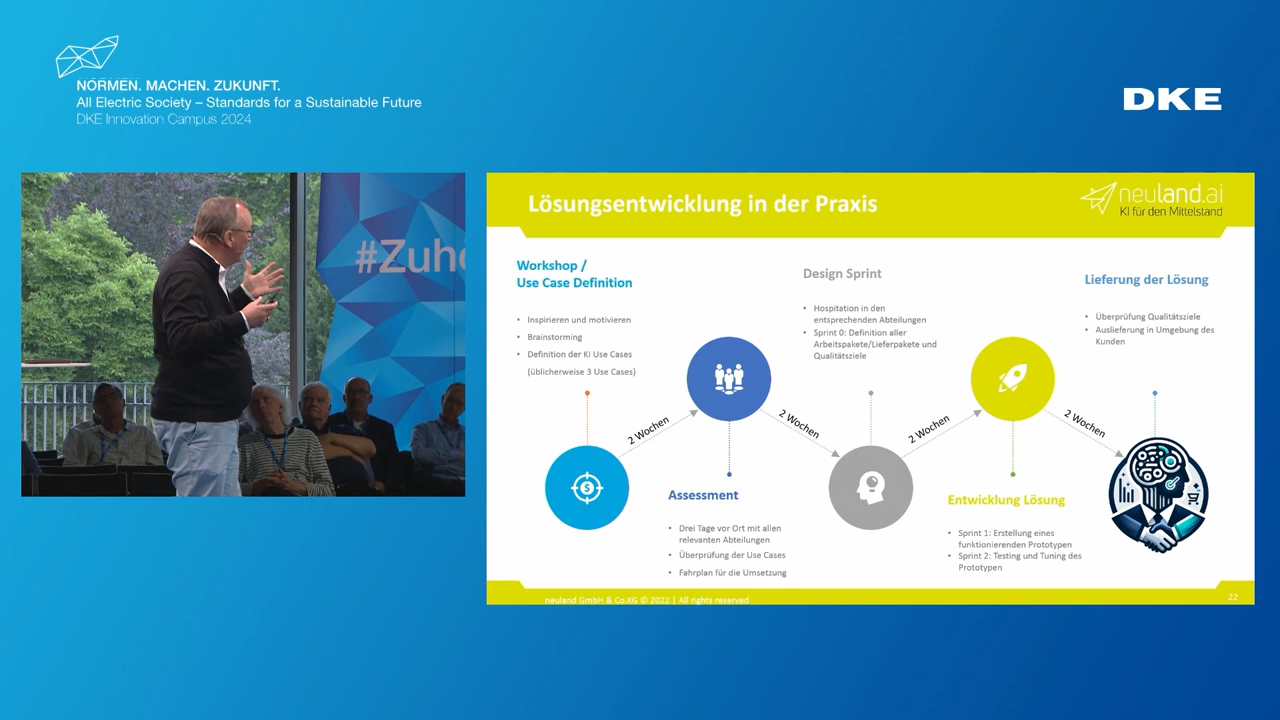 NORMEN. MACHEN. ZUKUNFT.
All Electric Society – Standards for a Sustainable Future
DKE Innovation Campus 2024
DKE
#Zuh
Lösungsentwicklung in der Praxis
neuland.ai
KI für den Mittelstand
Workshop /
Use Case Definition
• Inspirieren und motivieren
• Brainstorming
• Definition der KI Use Cases
(üblicherweise 3 Use Cases)
2 Wochen
Assessment
• Drei Tage vor Ort mit allen
relevanten Abteilungen
• Überprüfung der Use Cases
• Fahrplan für die Umsetzung
2 Wochen
Design Sprint
• Hospitation in den
entsprechenden Abteilungen
• Sprint 0: Definition aller
Arbeitspakete/Lieferpakete und
Qualitätsziele
2 Wochen
Entwicklung Lösung
• Sprint 1: Erstellung eines
funktionierenden Prototypen
• Sprint 2: Testing und Tuning des
Prototypen
2 Wochen
Lieferung der Lösung
• Überprüfung Qualitätsziele
• Auslieferung in Umgebung des
Kunden
neuland GmbH & Co.KG © 2022 | All rights reserved
22